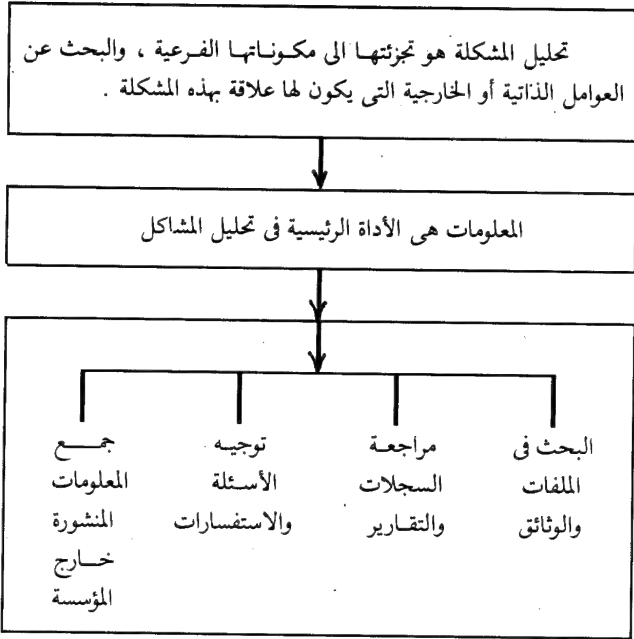 تحليل المشكلة هو تجزئتها الى مكوناتها الفرعية ، والبحث عن
العوامل الذاتية أو الخارجية التى يكون لها علاقة بهذه المشكلة .
المعلومات هى الأداة الرئيسية فى تحليل المشاكل
البحث فى
الملفات
والوثائق
مراجعة
السجلات
والتقارير
توجيه
الأسئلة
والاستفسارات
جمع
المعلومات
المنشورة
خارج
المؤسسة